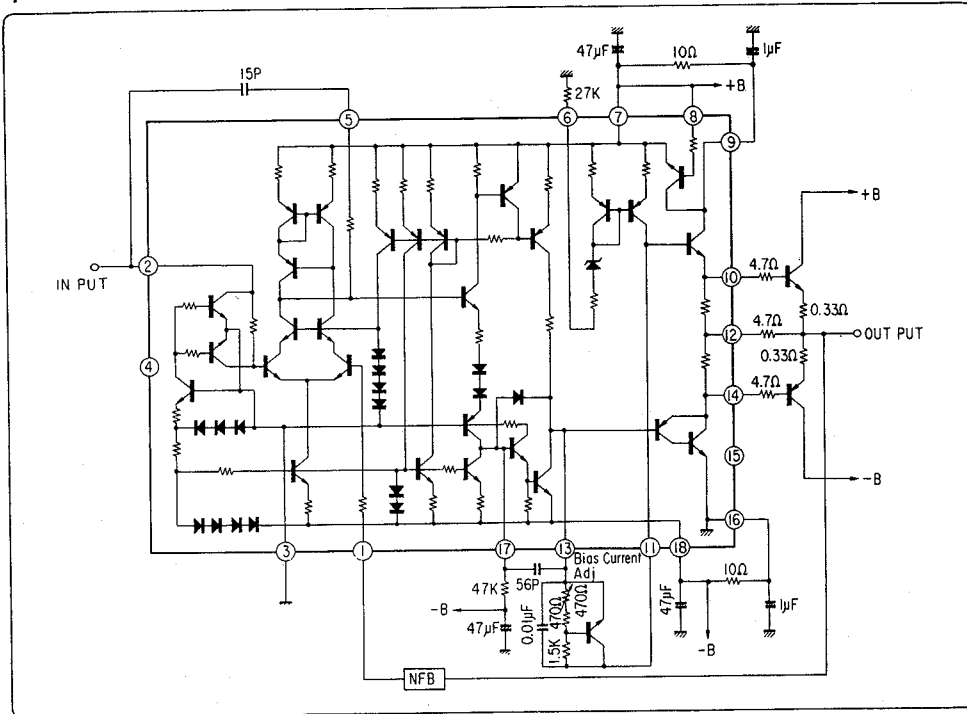 47µF
10Ω
1µF
15P
27K
+B
5
6
7
8
9
2
IN PUT
+B
10
4.7Ω
0.33Ω
12
4.7Ω
OUT PUT
0.33Ω
4
14
4.7Ω
15
-B
16
3
1
17
13
11
18
Bias Current
Adj
56P
47K
470Ω
470Ω
10Ω
-B
47µF
0.01µF
1.5K
47µF
1µF
-B
NFB